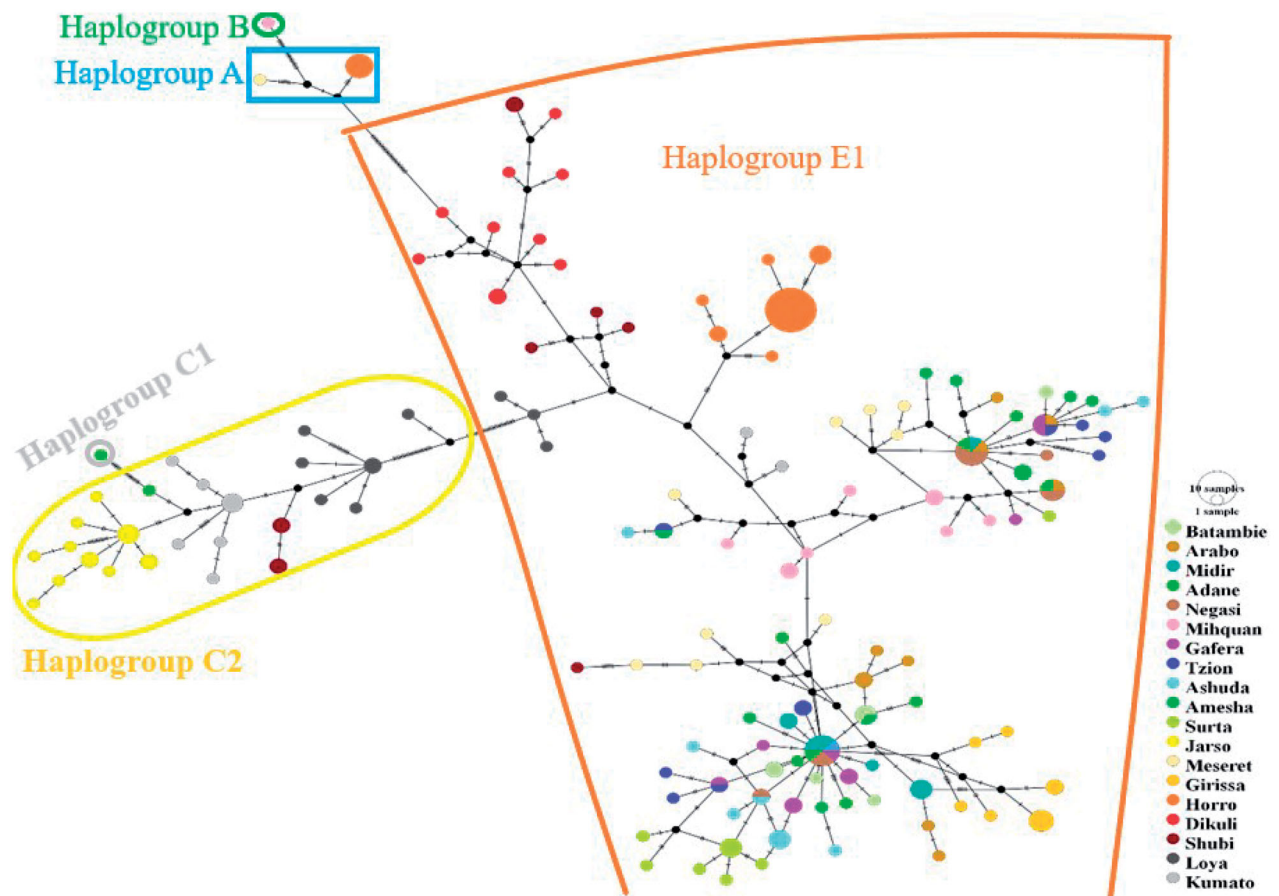 Haplogroup B
Haplogroup A
Haplogroup E1
Haplogroup C1
Haplogroup C2
10 samples
1 sample
Batambie
Arabo
Midir
Adane
Negasi
Mihquan
Gafera
Tzion
Ashuda
Amesha
Surta
Jarso
Meseret
Girissa
Horro
Dikuli
Shubi
Loya
Kumato